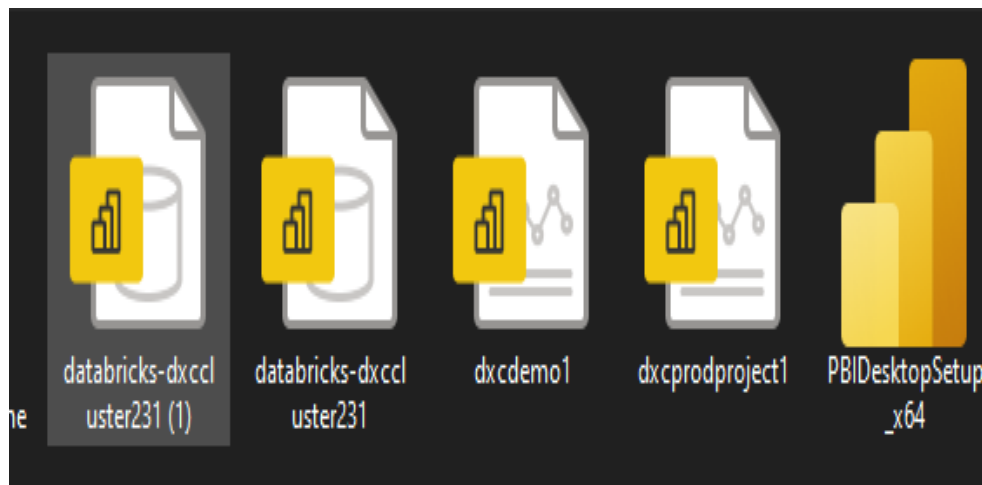 databricks-dxccl
uster231 (1)
databricks-dxccl
uster231
dxcdemo1
dxcprodproject1
PBIDesktopSetup
_x64
ne